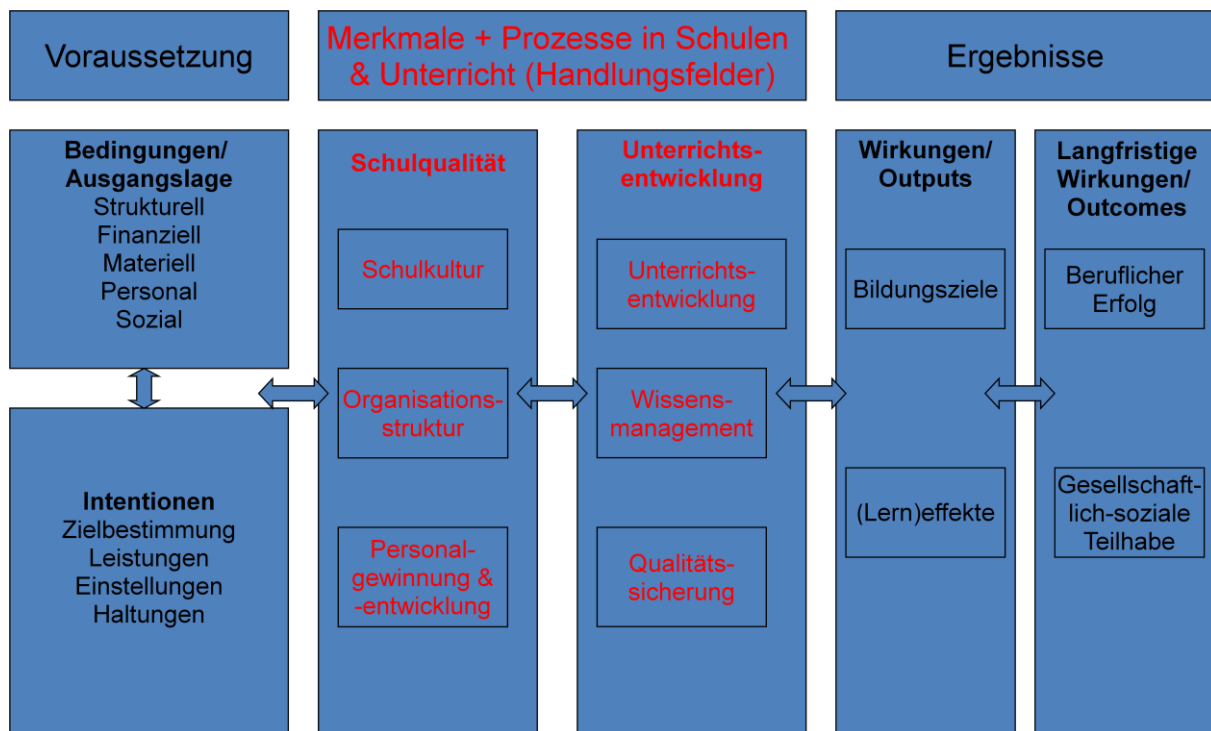 Voraussetzung
Merkmale + Prozesse in Schulen
& Unterricht (Handlungsfelder)
Ergebnisse
Bedingungen/
Ausgangslage
Strukturell
Finanziell
Materiell
Personal
Sozial
Intentionen
Zielbestimmung
Leistungen
Einstellungen
Haltungen
Schulqualität
Schulkultur
Organisations-
struktur
Personal-
gewinnung &
-entwicklung
Unterrichts-
entwicklung
Unterrichts-
entwicklung
Wissens-
management
Qualitäts-
sicherung
Wirkungen/
Outputs
Bildungsziele
(Lern)effekte
Langfristige
Wirkungen/
Outcomes
Beruflicher
Erfolg
Gesellschaft-
lich-soziale
Teilhabe